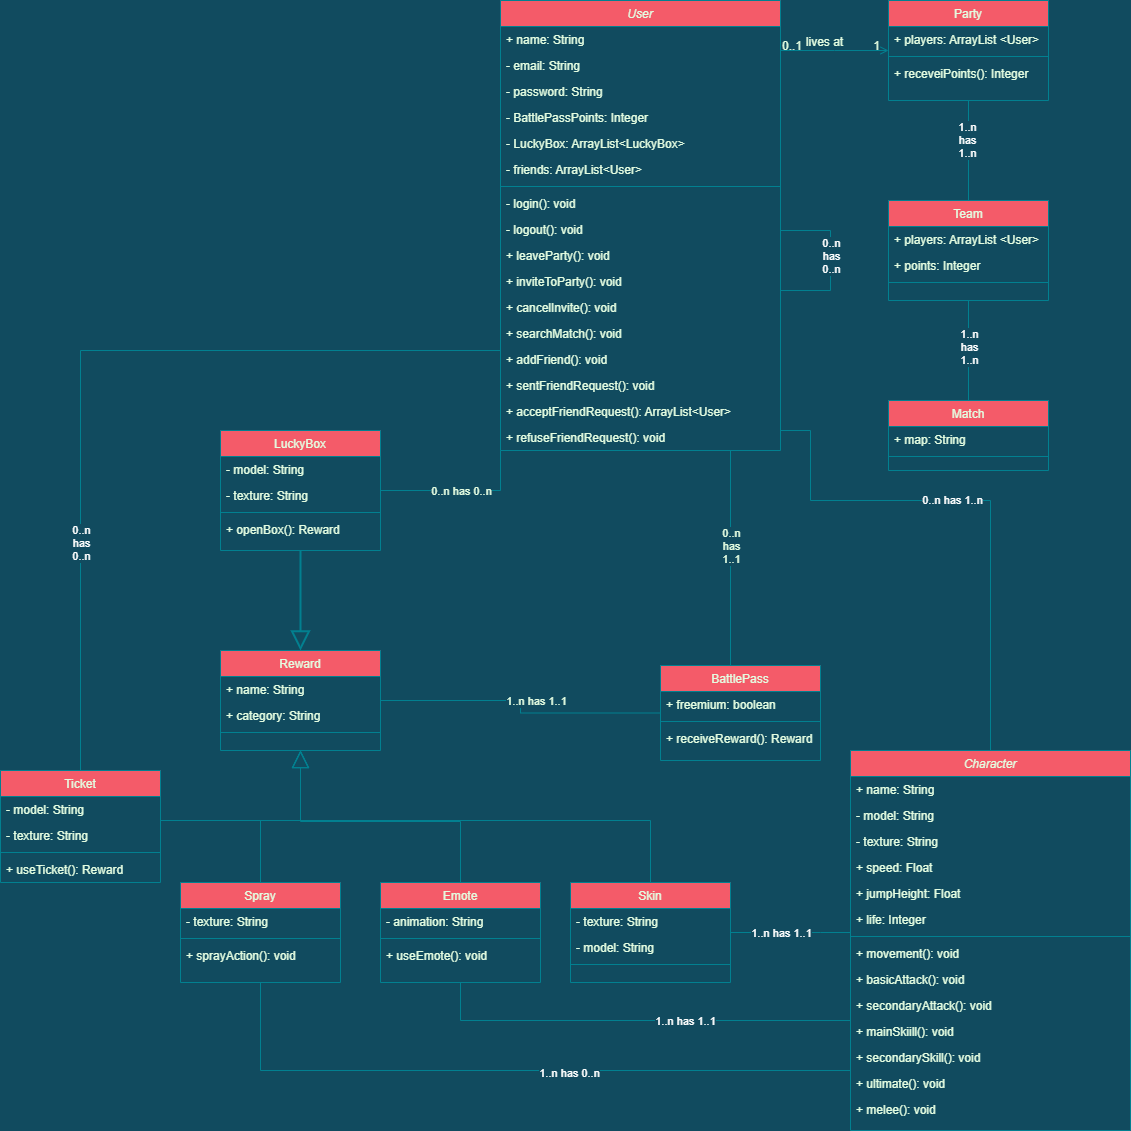 User
+ name: String
- email: String
- password: String
- BattlePassPoints: Integer
- LuckyBox: ArrayList<LuckyBox>
- friends: ArrayList<User>
- login(): void
- logout(): void
+ leaveParty(): void
+ inviteToParty(): void
+ cancelInvite(): void
+ searchMatch(): void
+ addFriend(): void
+ sentFriendRequest(): void
+ acceptFriendRequest(): ArrayList<User>
+ refuseFriendRequest(): void
0..1 lives at 1
Party
+ players: ArrayList <User>
+ receveiPoints(): Integer
1..n
has
1..n
Team
+ players: ArrayList <User>
+ points: Integer
0..n
has
0..n
1..n
has
1..n
Match
+ map: String
LuckyBox
- model: String
- texture: String
+ openBox(): Reward
0..n has 0..n
0..n has 1..n
0..n
has
0..n
0..n
has
1..1
Reward
+ name: String
+ category: String
1..n has 1..1
BattlePass
+ freemium: boolean
+ receiveReward(): Reward
Ticket
- model: String
- texture: String
+ useTicket(): Reward
Character
+ name: String
- model: String
- texture: String
+ speed: Float
+ jumpHeight: Float
+ life: Integer
+ movement(): void
+ basicAttack(): void
+ secondaryAttack(): void
+ mainSkiill(): void
+ secondarySkill(): void
+ ultimate(): void
+ melee(): void
Spray
- texture: String
+ sprayAction(): void
Emote
- animation: String
+ useEmote(): void
Skin
- texture: String
- model: String
1..n has 1..1
1..n has 1..1
1..n has 0..n